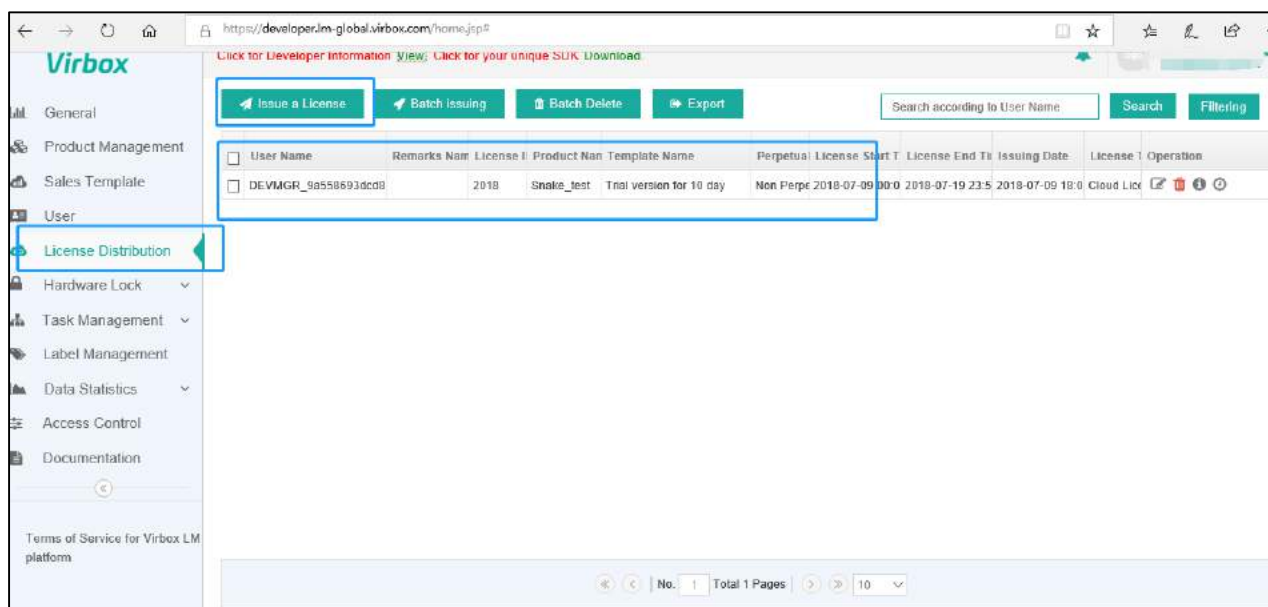 https://developer.lm-global.virbox.com/home.jsp#
Virbox
Click for Developer Information View; Click for your unique SDK Download
Issue a License
Batch issuing
Batch Delete
Export
Search according to User Name
Search
Filtering
General
Product Management
Sales Template
User
License Distribution
Hardware Lock
Task Management
Label Management
Data Statistics
Access Control
Documentation
Terms of Service for Virbox LM
platform
User Name Remarks Nam License I Product Nan Template Name Perpetual License Start T License End Ti Issuing Date License T Operation
DEVMGR_9a558693dcd8 2018 Snake_test Trial version for 10 day Non Perpe 2018-07-09 00:0 2018-07-19 23:5 2018-07-09 18:0 Cloud Lice
No. 1 Total 1 Pages 10